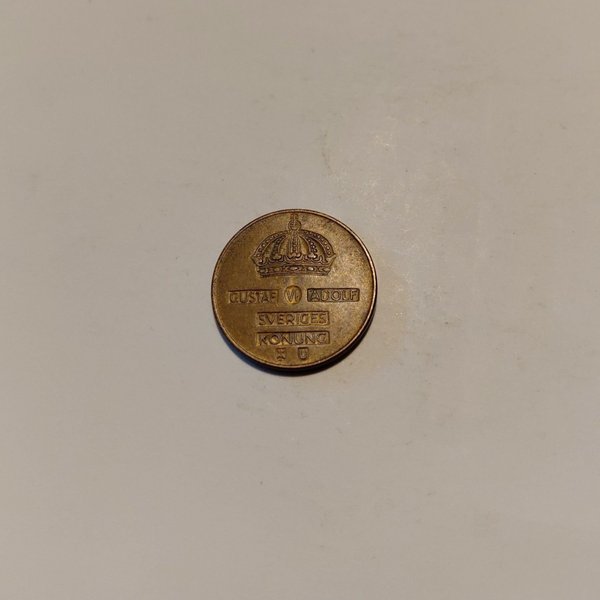 GUSTAF VI ADOLF
SVERIGES
KONUNG
U